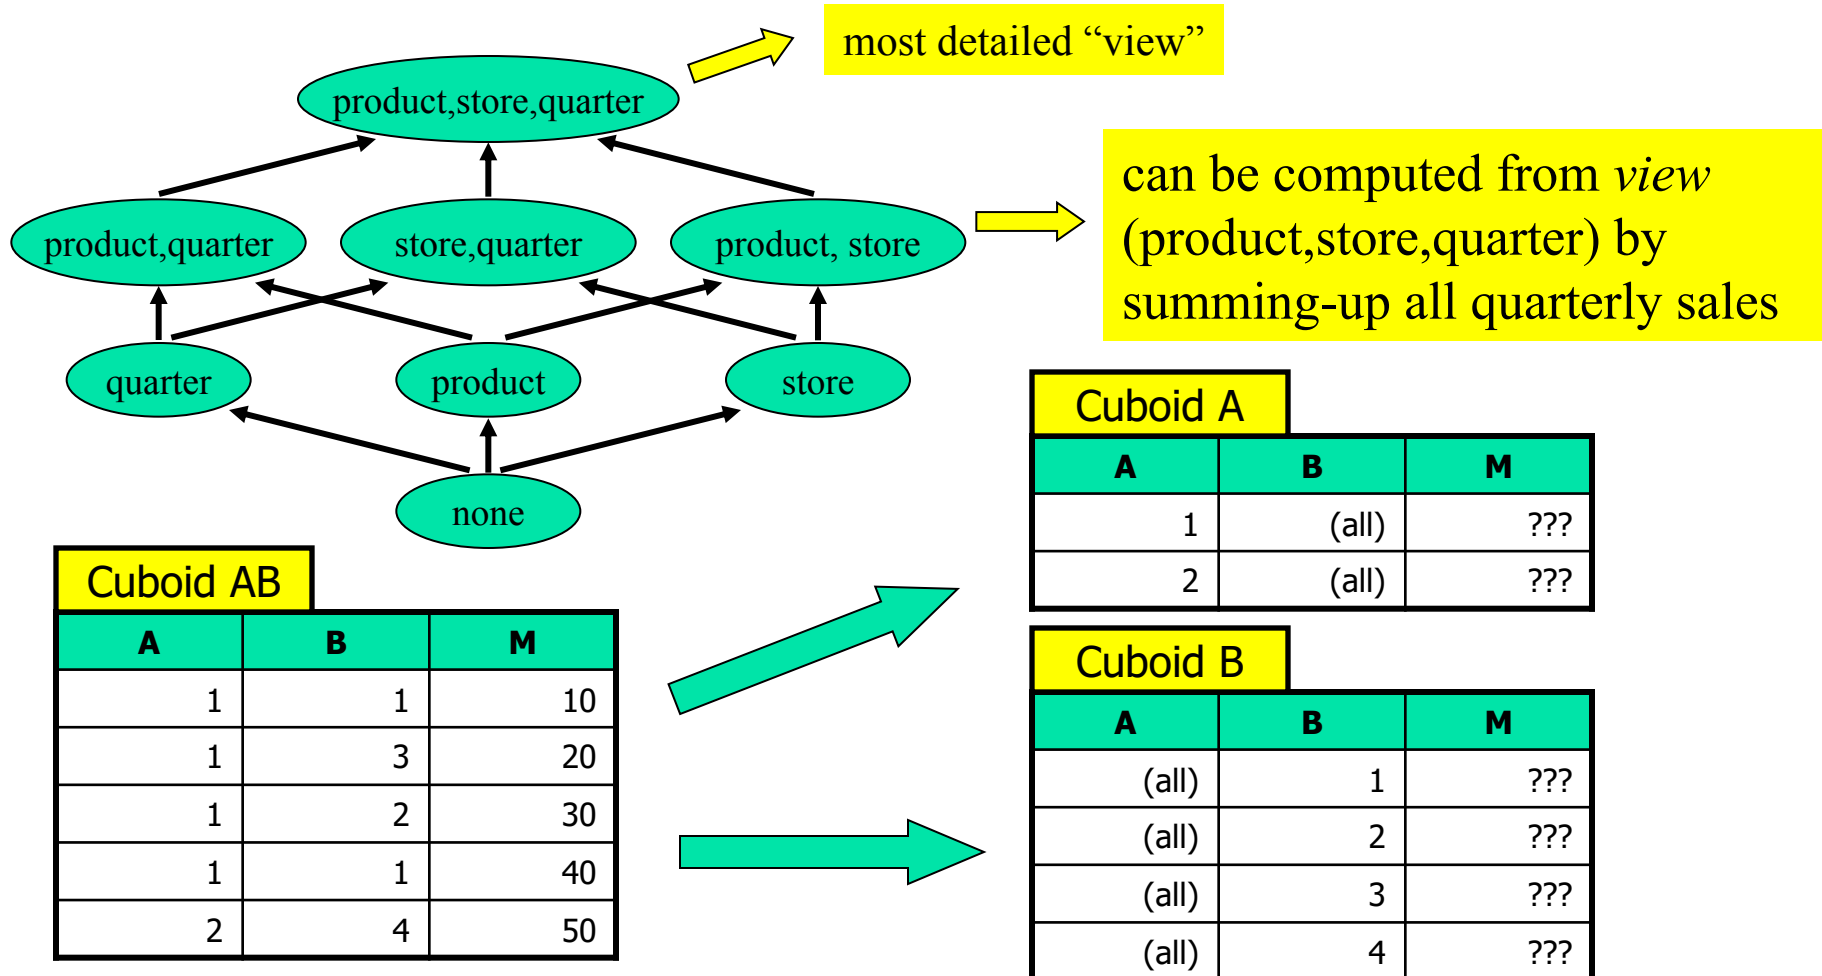 most detailed “view”
product,store,quarter
can be computed from view
(product,store,quarter) by
summing-up all quarterly sales
product,quarter
store,quarter
product, store
quarter
product
store
none
Cuboid AB
A B M
1 1 10
1 3 20
1 2 30
1 1 40
2 4 50
Cuboid A
A B M
1 (all) ???
2 (all) ???
Cuboid B
A B M
(all) 1 ???
(all) 2 ???
(all) 3 ???
(all) 4 ???